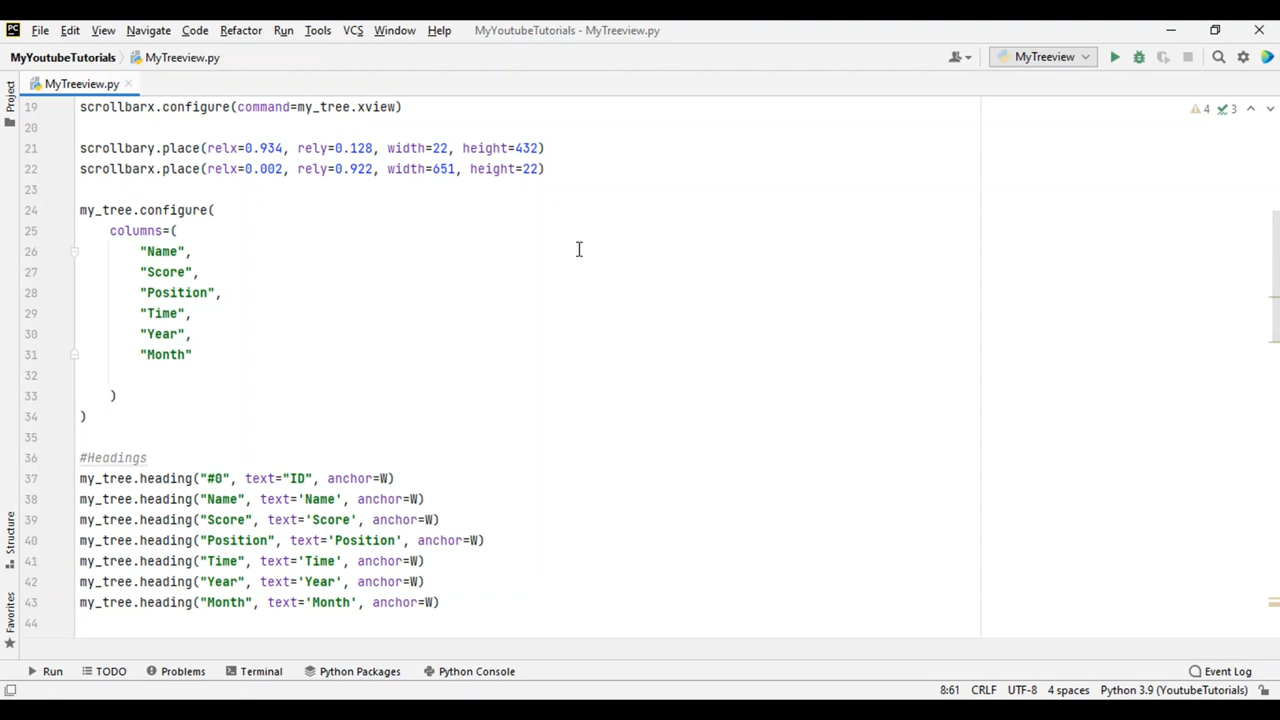 PC File Edit View Navigate Code Refactor Run Tools VCS Window Help MyYoutubeTutorials - MyTreeview.py
MyYoutubeTutorials MyTreeview.py MyTreeview
MyTreeview.py
Project
19 scrollbarx.configure(command=my_tree.xview)
4 3
20
21 scrollbary.place(relx=0.934, rely=0.128, width=22, height=432)
22 scrollbarx.place(relx=0.002, rely=0.922, width=651, height=22)
23
24 my_tree.configure(
25 columns=(
26 "Name",
27 "Score",
28 "Position",
29 "Time",
30 "Year",
31 "Month"
32
33 )
34 )
35
36 #Headings
37 my_tree.heading("#0", text="ID", anchor=W)
38 my_tree.heading("Name", text='Name', anchor=W)
39 my_tree.heading("Score", text='Score', anchor=W)
40 my_tree.heading("Position", text='Position', anchor=W)
41 my_tree.heading("Time", text='Time', anchor=W)
42 my_tree.heading("Year", text='Year', anchor=W)
43 my_tree.heading("Month", text='Month', anchor=W)
44
Structure
Favorites
Run TODO Problems Terminal Python Packages Python Console Event Log
8:61 CRLF UTF-8 4 spaces Python 3.9 (YoutubeTutorials)